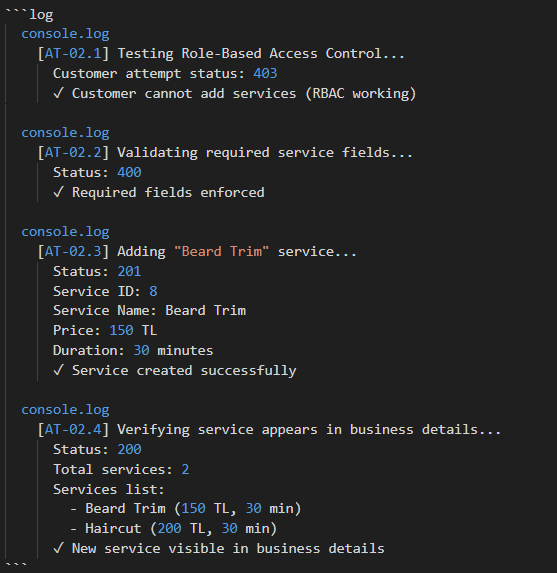 ```log
console.log
[AT-02.1] Testing Role-Based Access Control...
Customer attempt status: 403
✓ Customer cannot add services (RBAC working)
console.log
[AT-02.2] Validating required service fields...
Status: 400
✓ Required fields enforced
console.log
[AT-02.3] Adding "Beard Trim" service...
Status: 201
Service ID: 8
Service Name: Beard Trim
Price: 150 TL
Duration: 30 minutes
✓ Service created successfully
console.log
[AT-02.4] Verifying service appears in business details...
Status: 200
Total services: 2
Services list:
- Beard Trim (150 TL, 30 min)
- Haircut (200 TL, 30 min)
✓ New service visible in business details
```